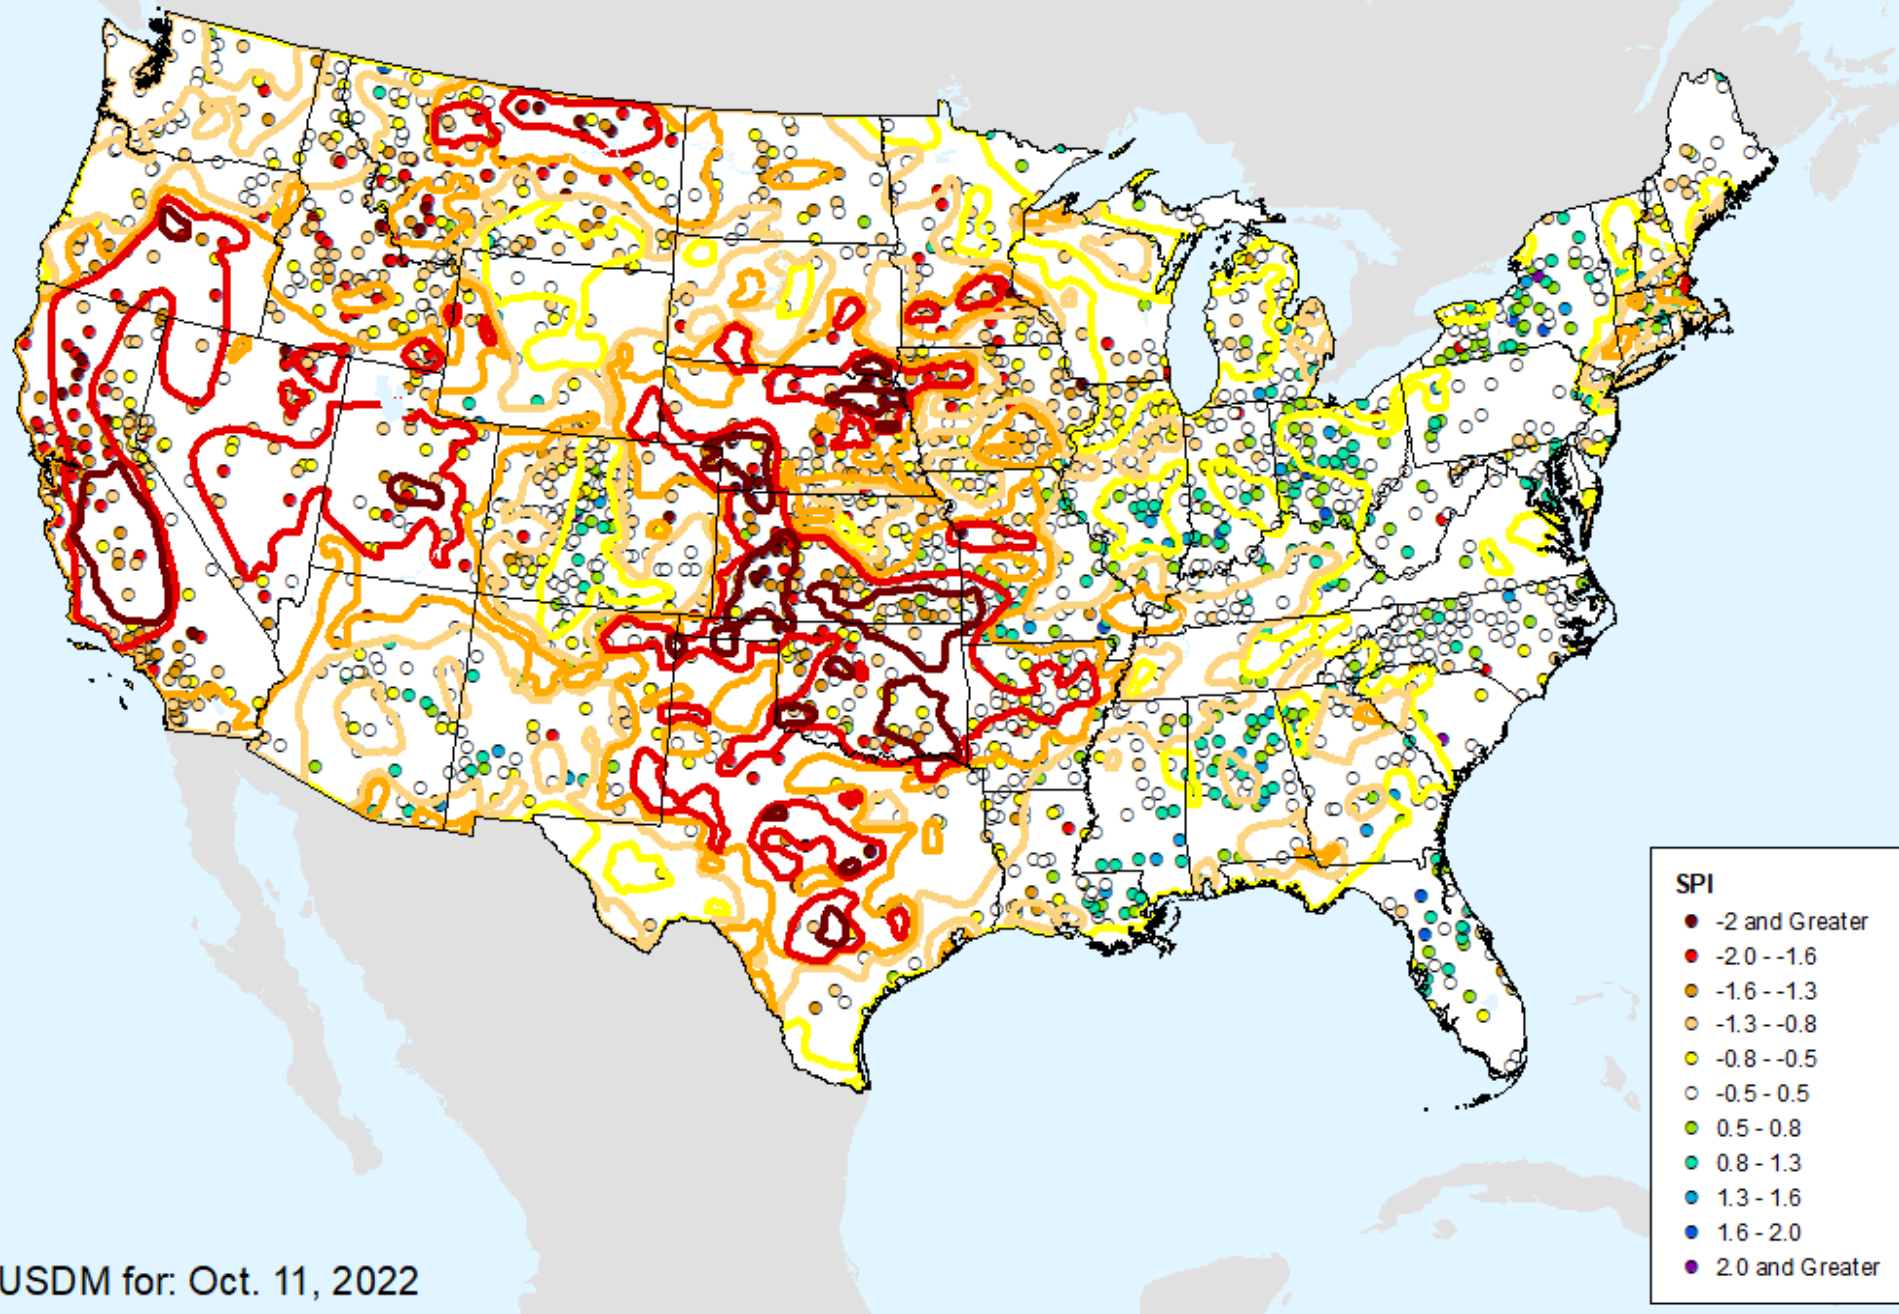 SPI
-2 and Greater
-2.0 - -1.6
-1.6 - -1.3
-1.3 - -0.8
-0.8 - -0.5
-0.5 - 0.5
0.5 - 0.8
0.8 - 1.3
1.3 - 1.6
1.6 - 2.0
2.0 and Greater
USDM for: Oct. 11, 2022